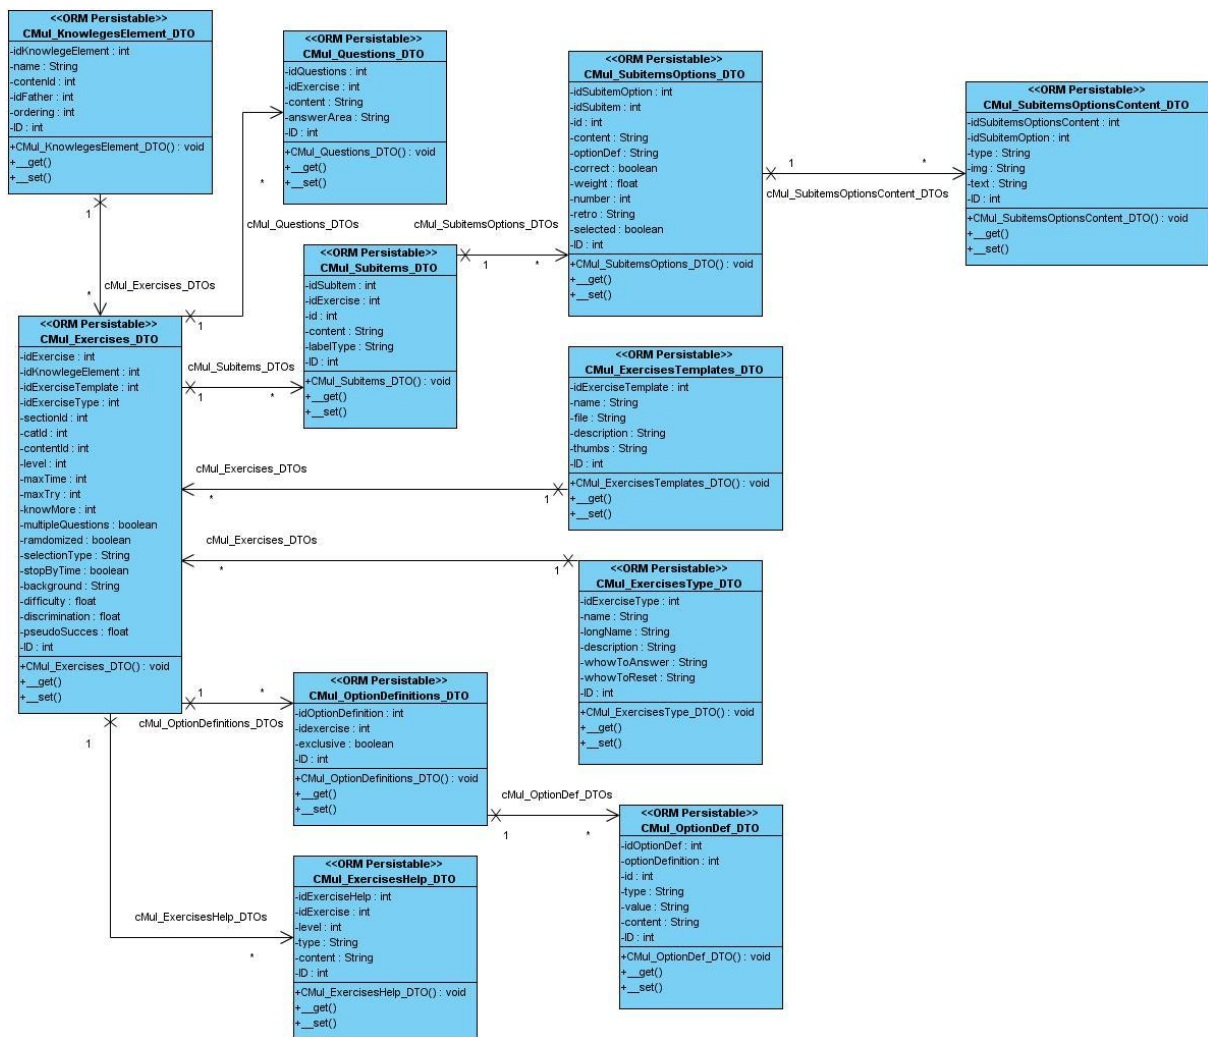 <<ORM Persistable>>
CMul_KnowlegesElement_DTO
-idKnowlegeElement : int
-name : String
-contenId : int
-idFather : int
-ordering : int
-ID : int
+CMul_KnowlegesElement_DTO() : void
+__get()
+__set()
1
cMul_Exercises_DTOs
*
<<ORM Persistable>>
CMul_Questions_DTO
-idQuestions : int
-idExercise : int
-content : String
-answerArea : String
-ID : int
+CMul_Questions_DTO() : void
+__get()
+__set()
*
cMul_Questions_DTOs
1
<<ORM Persistable>>
CMul_SubitemsOptions_DTO
-idSubitemOption : int
-idSubitem : int
-id : int
-content : String
-optionDef : String
-correct : boolean
-weight : float
-number : int
-retro : String
-selected : boolean
-ID : int
+CMul_SubitemsOptions_DTO() : void
+__get()
+__set()
1
*
cMul_SubitemsOptionsContent_DTOs
<<ORM Persistable>>
CMul_SubitemsOptionsContent_DTO
-idSubitemsOptionsContent : int
-idSubitemOption : int
-type : String
-img : String
-text : String
-ID : int
+CMul_SubitemsOptionsContent_DTO() : void
+__get()
+__set()
cMul_SubitemsOptions_DTOs
1
*
<<ORM Persistable>>
CMul_Subitems_DTO
-idSubItem : int
-idExercise : int
-id : int
-content : String
-labelType : String
-ID : int
+CMul_Subitems_DTO() : void
+__get()
+__set()
cMul_Subitems_DTOs
1
*
<<ORM Persistable>>
CMul_Exercises_DTO
-idExercise : int
-idKnowlegeElement : int
-idExerciseTemplate : int
-idExerciseType : int
-sectionId : int
-catId : int
-contentId : int
-level : int
-maxTime : int
-maxTry : int
-knowMore : int
-multipleQuestions : boolean
-ramdomized : boolean
-selectionType : String
-stopByTime : boolean
-background : String
-difficulty : float
-discrimination : float
-pseudoSucces : float
-ID : int
+CMul_Exercises_DTO() : void
+__get()
+__set()
<<ORM Persistable>>
CMul_ExercisesTemplates_DTO
-idExerciseTemplate : int
-name : String
-file : String
-description : String
-thumbs : String
-ID : int
+CMul_ExercisesTemplates_DTO() : void
+__get()
+__set()
cMul_Exercises_DTOs
*
1
cMul_Exercises_DTOs
*
1
<<ORM Persistable>>
CMul_ExercisesType_DTO
-idExerciseType : int
-name : String
-longName : String
-description : String
-whowToAnswer : String
-whowToReset : String
-ID : int
+CMul_ExercisesType_DTO() : void
+__get()
+__set()
1
*
cMul_OptionDefinitions_DTOs
<<ORM Persistable>>
CMul_OptionDefinitions_DTO
-idOptionDefinition : int
-idexercise : int
-exclusive : boolean
-ID : int
+CMul_OptionDefinitions_DTO() : void
+__get()
+__set()
cMul_OptionDef_DTOs
1
*
<<ORM Persistable>>
CMul_OptionDef_DTO
-idOptionDef : int
-optionDefinition : int
-id : int
-type : String
-value : String
-content : String
-ID : int
+CMul_OptionDef_DTO() : void
+__get()
+__set()
1
cMul_ExercisesHelp_DTOs
*
<<ORM Persistable>>
CMul_ExercisesHelp_DTO
-idExerciseHelp : int
-idExercise : int
-level : int
-type : String
-content : String
-ID : int
+CMul_ExercisesHelp_DTO() : void
+__get()
+__set()